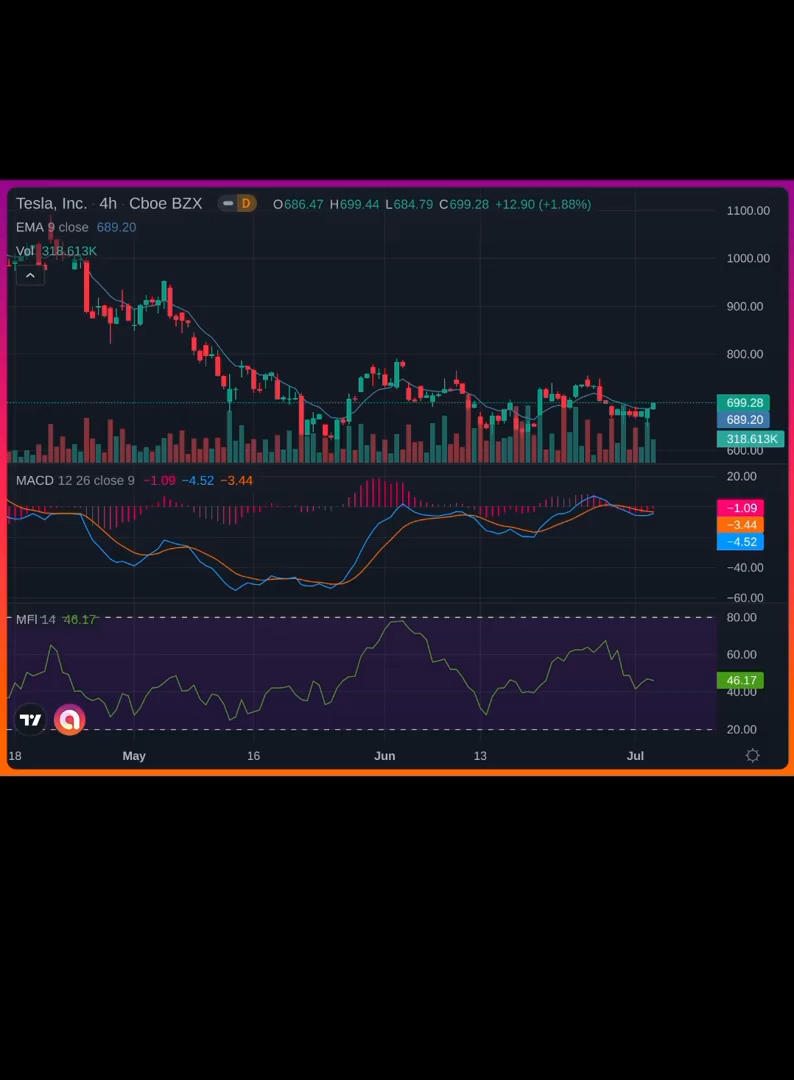 Tesla, Inc. · 4h · Cboe BZX D O686.47 H699.44 L684.79 C699.28 +12.90 (+1.88%)
EMA 9 close 689.20
Vol 318.613K
1100.00
1000.00
900.00
800.00
699.28
689.20
318.613K
600.00
MACD 12 26 close 9 −1.09 −4.52 −3.44
20.00
−1.09
−3.44
−4.52
−40.00
−60.00
MFI 14 46.17
80.00
60.00
46.17
40.00
20.00
18 May 16 Jun 13 Jul